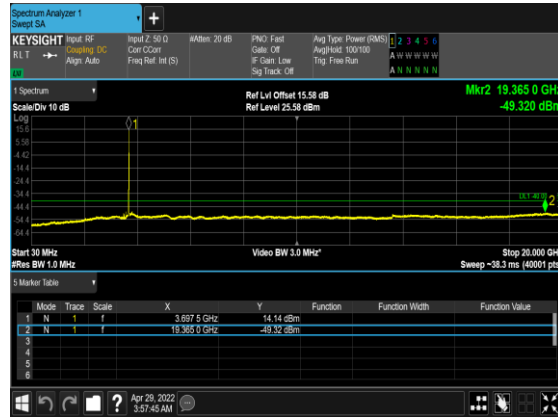 Spectrum Analyzer 1
Swept SA
KEYSIGHT Input: RF Input Z: 50 Ω #Atten: 20 dB PNO: Fast Avg Type: Power (RMS) 1 2 3 4 5 6
RLT Coupling: DC Corr CCorr Gate: Off Avg|Hold: 100/100 A W W W W W
Align: Auto Freq Ref: Int (S) IF Gain: Low Trig: Free Run
Sig Track: Off A N N N N N
1 Spectrum Ref Lvl Offset 15.58 dB Mkr2 19.365 0 GHz
Scale/Div 10 dB Ref Level 25.58 dBm -49.320 dBm
Log
1
15.6
5.58
-4.42
-14.4
-24.4
-34.4
-44.4
2
-54.4
-64.4
Start 30 MHz Video BW 3.0 MHz* Stop 20.000 GH
#Res BW 1.0 MHz Sweep ~38.3 ms (40001 pts
5 Marker Table
Mode Trace Scale X Y Function Function Width Function Value
1 N 1 f 3.697 5 GHz 14.14 dBm
2 N 1 f 19.365 0 GHz -49.32 dBm
3
4
5
6
? Apr 29, 2022
3:57:45 AM